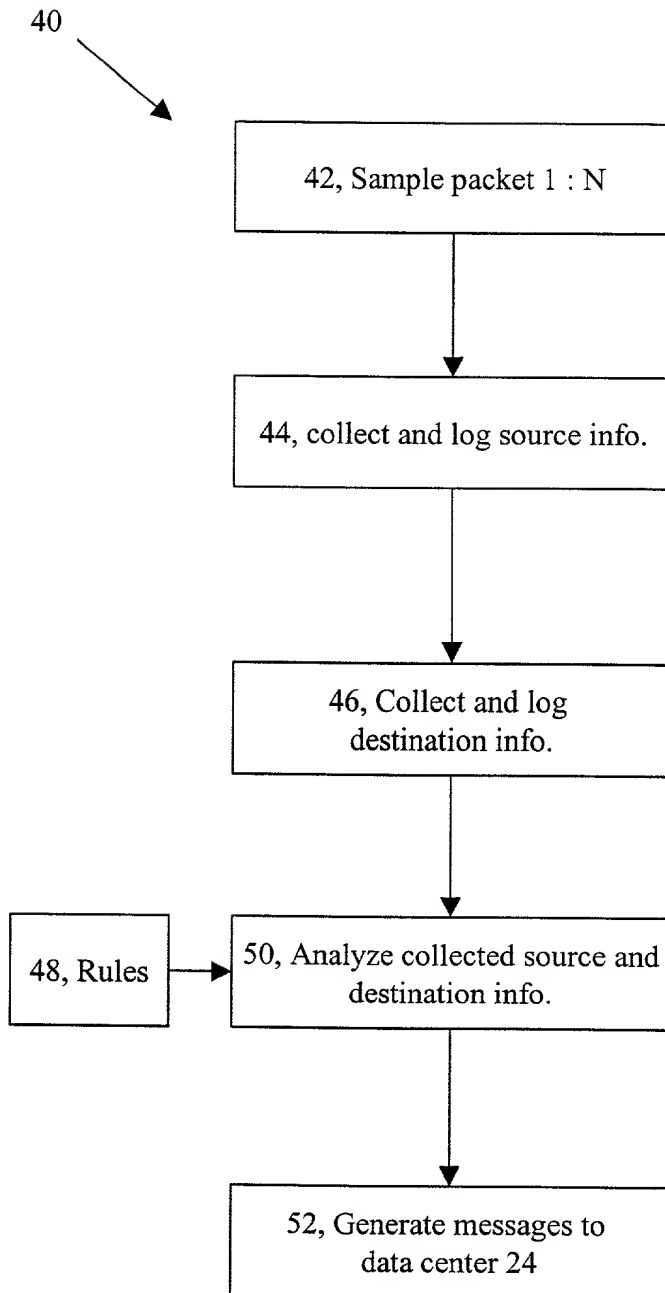 40
42, Sample packet 1 : N
44, collect and log source info.
46, Collect and log
destination info.
48, Rules
50, Analyze collected source and
destination info.
52, Generate messages to
data center 24